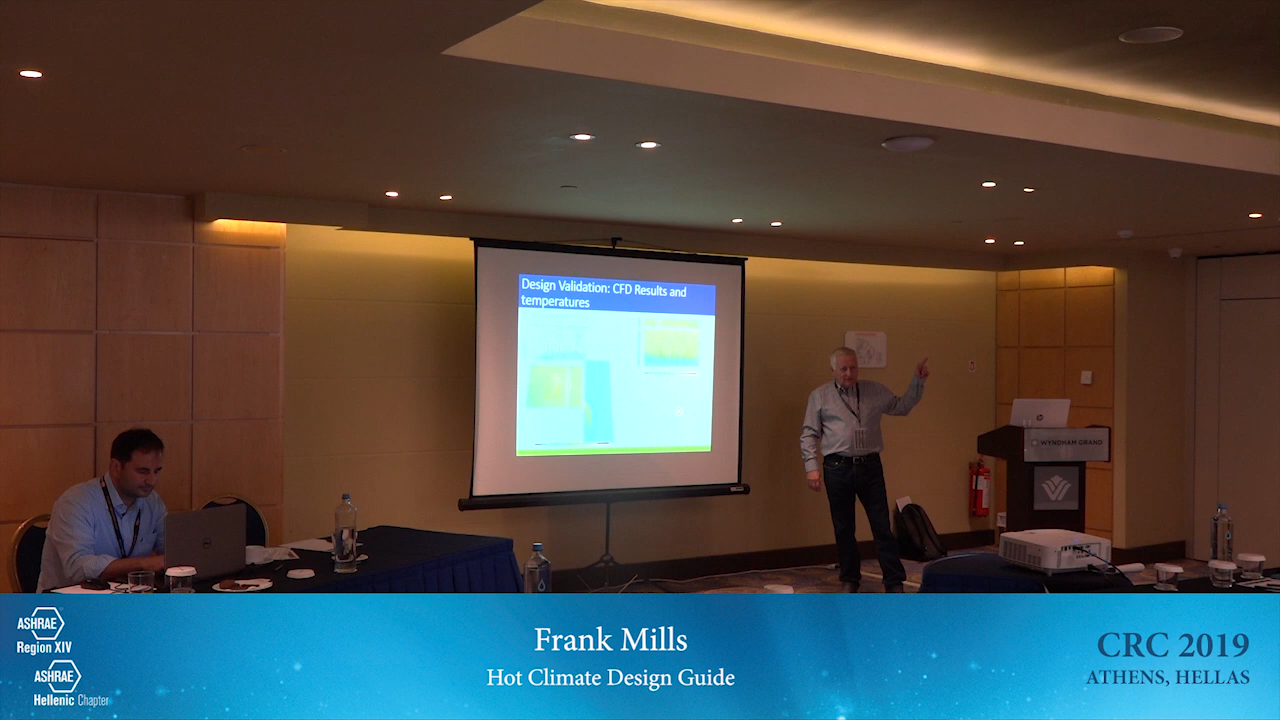 Design Validation: CFD Results and
temperatures
WYNDHAM GRAND
ASHRAE
Region XIV
ASHRAE
Hellenic Chapter
Frank Mills
Hot Climate Design Guide
CRC 2019
ATHENS, HELLAS